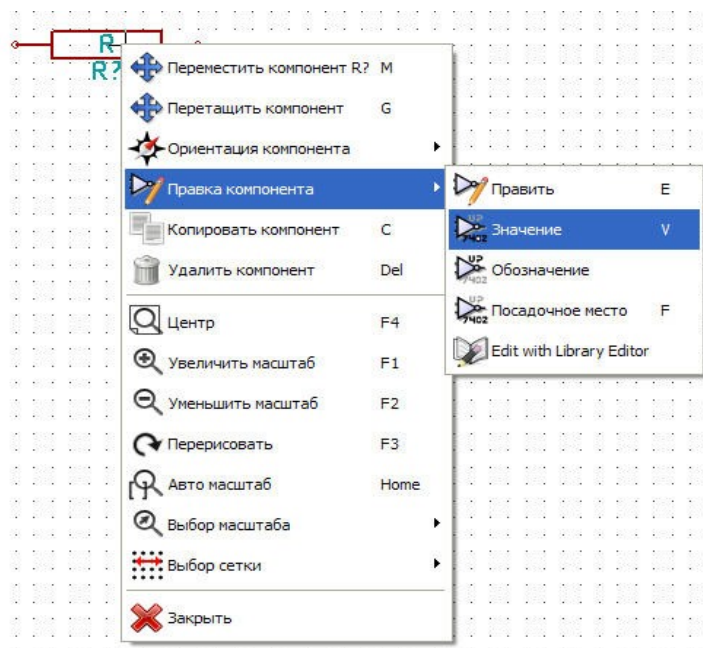 R
R?
Переместить компонент R? M
Перетащить компонент G
Ориентация компонента
Правка компонента
Править E
Значение V
Копировать компонент C
Обозначение
Удалить компонент Del
Посадочное место F
Edit with Library Editor
Центр F4
Увеличить масштаб F1
Уменьшить масштаб F2
Перерисовать F3
Авто масштаб Home
Выбор масштаба
Выбор сетки
Закрыть